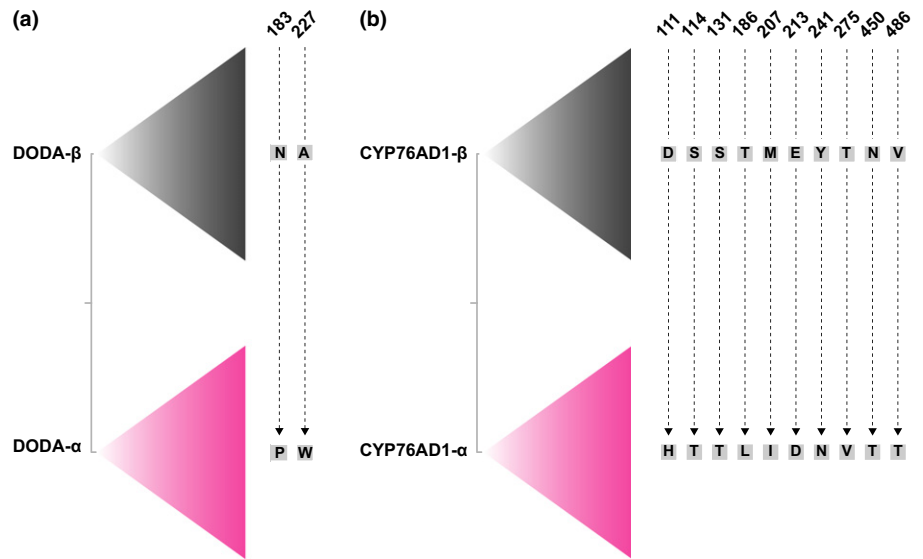 (a)
183 227
DODA-β N A
DODA-α P W
(b)
111 114 131 186 207 213 241 275 450 486
CYP76AD1-β D S S T M E Y T N V
CYP76AD1-α H T T L I D N V T T